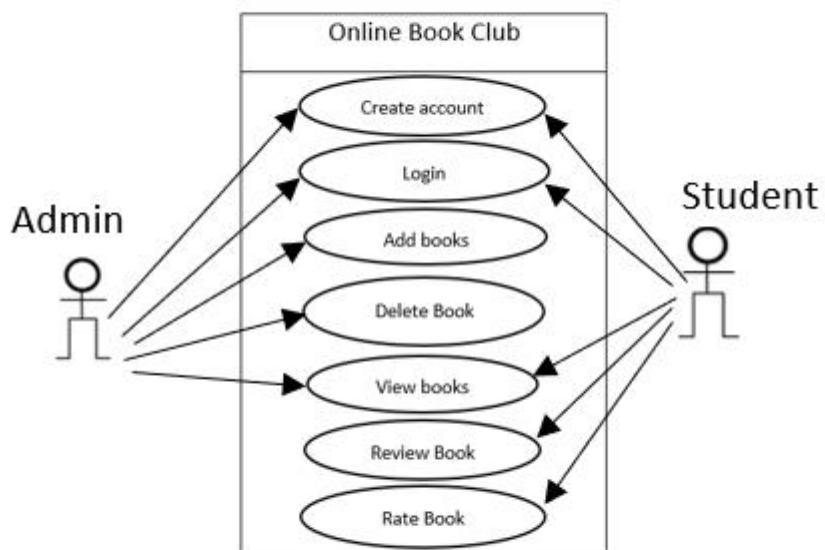 Online Book Club
Create account
Login
Admin
Student
Add books
Delete Book
View books
Review Book
Rate Book